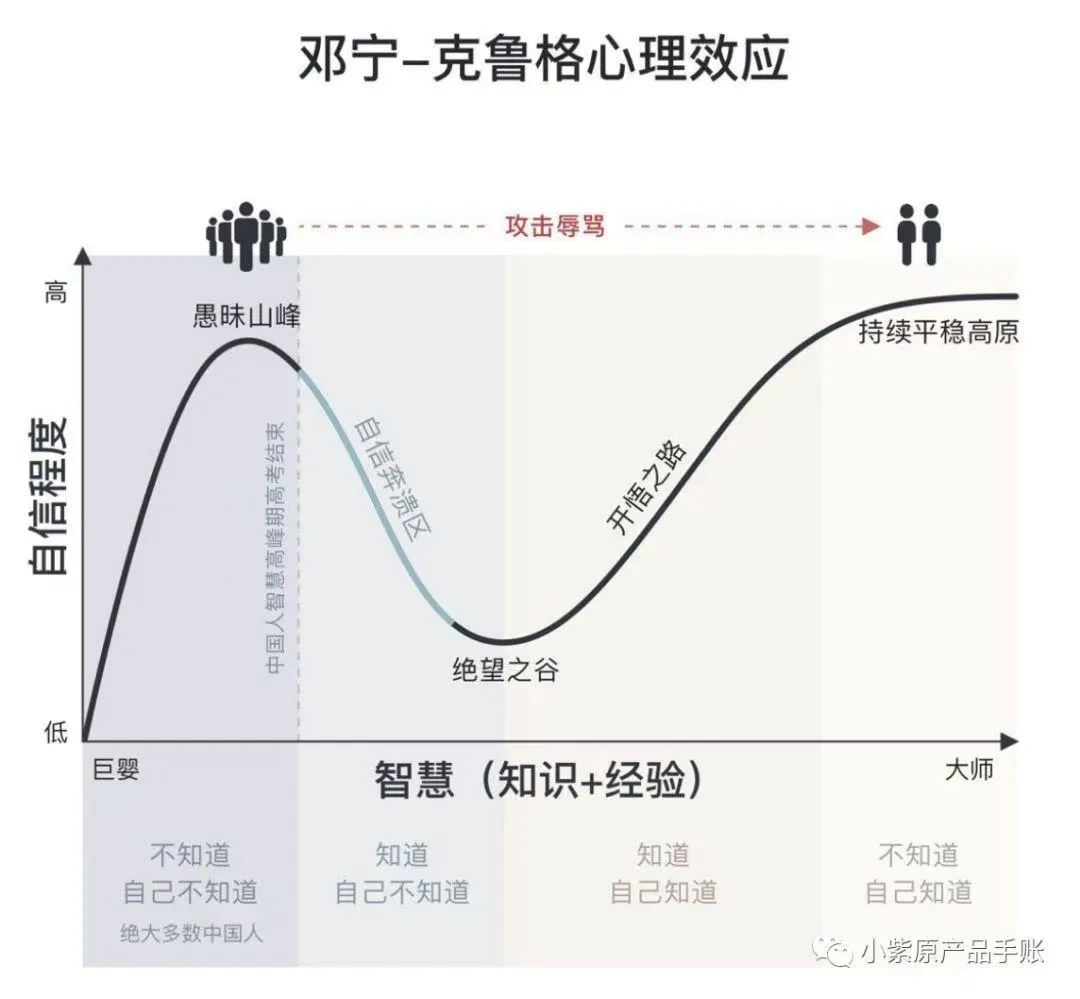 邓宁–克鲁格心理效应
攻击辱骂
高
愚昧山峰
持续平稳高原
自信程度
中国人智慧高峰期高考结束
自信奔溃区
开悟之路
绝望之谷
低
巨婴
智慧（知识+经验）
大师
不知道
自己不知道
绝大多数中国人
知道
自己不知道
知道
自己知道
不知道
自己知道
小紫原产品手账